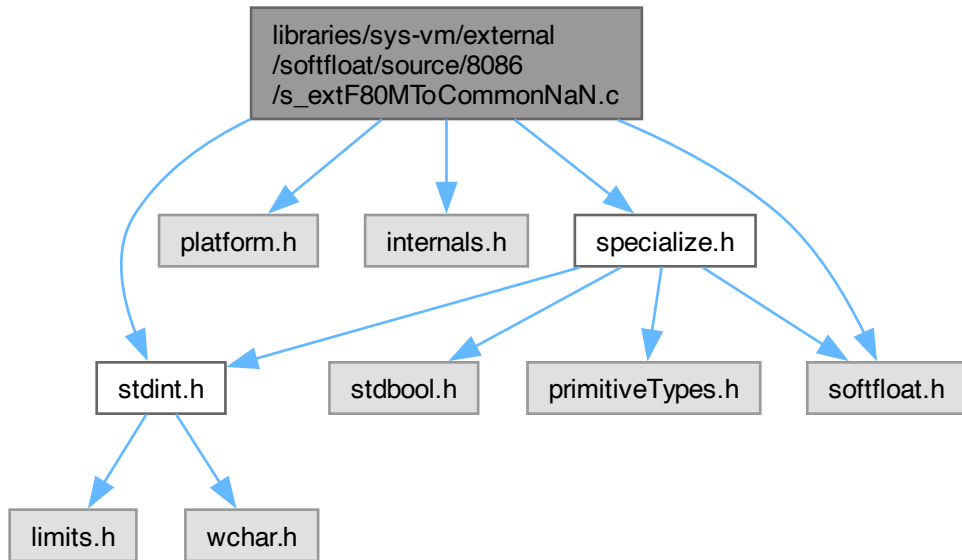 libraries/sys-vm/external
/softfloat/source/8086
/s_extF80MToCommonNaN.c
platform.h
internals.h
specialize.h
stdint.h
stdbool.h
primitiveTypes.h
softfloat.h
limits.h
wchar.h